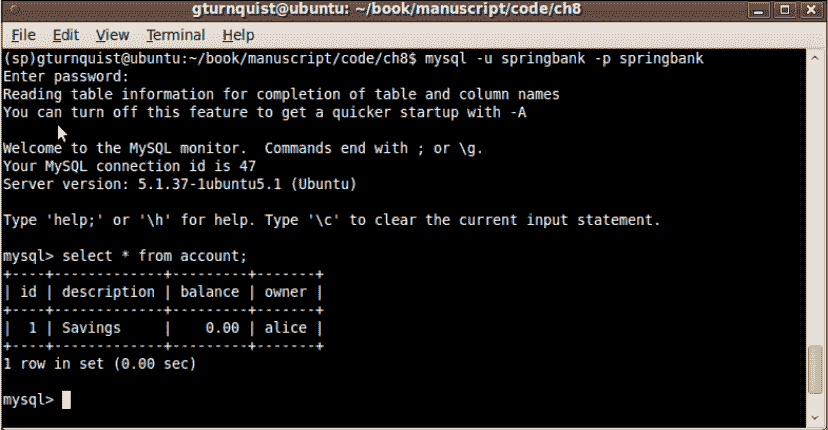 gturnquist@ubuntu: ~/book/manuscript/code/ch8
File Edit View Terminal Help
(sp)gturnquist@ubuntu:~/book/manuscript/code/ch8$ mysql -u springbank -p springbank
Enter password:
Reading table information for completion of table and column names
You can turn off this feature to get a quicker startup with -A
Welcome to the MySQL monitor.  Commands end with ; or \g.
Your MySQL connection id is 47
Server version: 5.1.37-1ubuntu5.1 (Ubuntu)
Type 'help;' or '\h' for help. Type '\c' to clear the current input statement.
mysql> select * from account;
+----+-------------+---------+-------+
| id | description | balance | owner |
+----+-------------+---------+-------+
|  1 | Savings     |    0.00 | alice |
+----+-------------+---------+-------+
1 row in set (0.00 sec)
mysql>